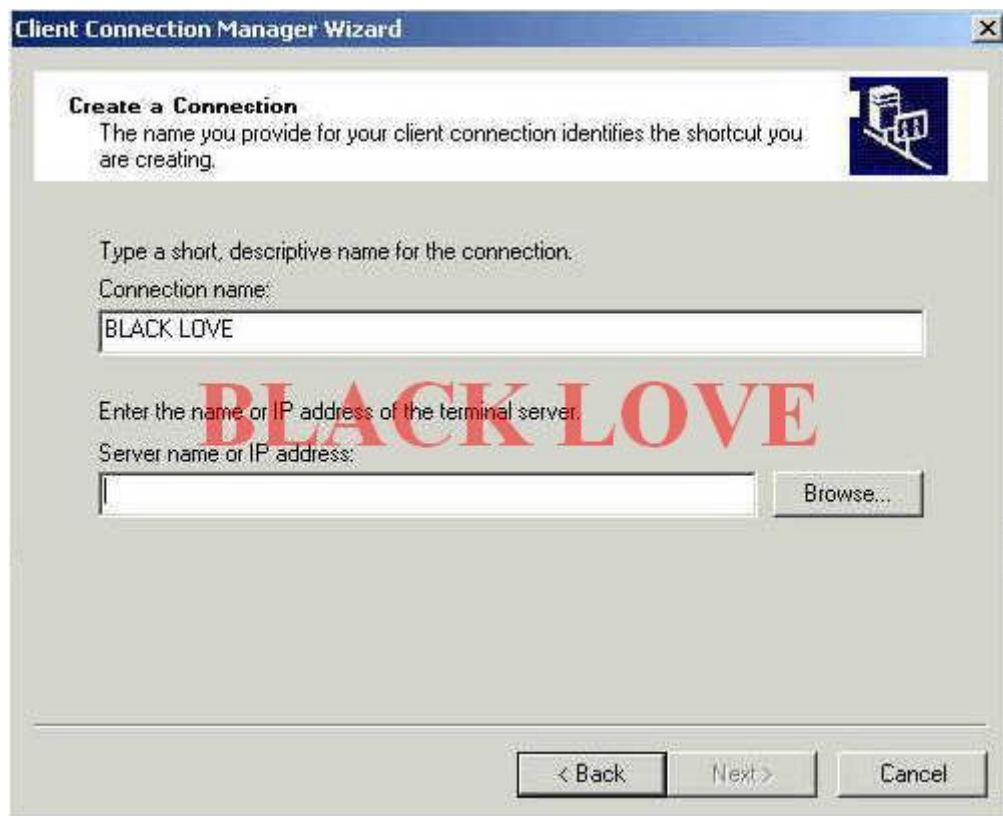 Client Connection Manager Wizard
Create a Connection
The name you provide for your client connection identifies the shortcut you
are creating.
Type a short, descriptive name for the connection.
Connection name:
BLACK LOVE
BLACK LOVE
Enter the name or IP address of the terminal server.
Server name or IP address:
Browse...
< Back
Next >
Cancel